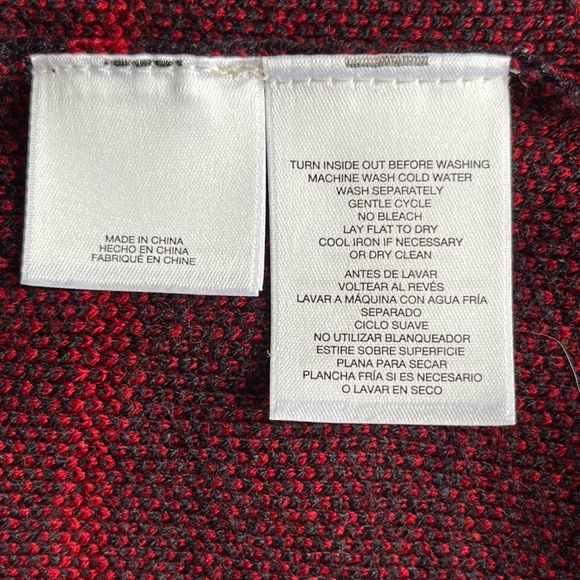 MADE IN CHINA
HECHO EN CHINA
FABRIQUÉ EN CHINE
TURN INSIDE OUT BEFORE WASHING
MACHINE WASH COLD WATER
WASH SEPARATELY
GENTLE CYCLE
NO BLEACH
LAY FLAT TO DRY
COOL IRON IF NECESSARY
OR DRY CLEAN
ANTES DE LAVAR
VOLTEAR AL REVÉS
LAVAR A MÁQUINA CON AGUA FRÍA
SEPARADO
CICLO SUAVE
NO UTILIZAR BLANQUEADOR
ESTIRE SOBRE SUPERFICIE
PLANA PARA SECAR
PLANCHA FRÍA SI ES NECESARIO
O LAVAR EN SECO